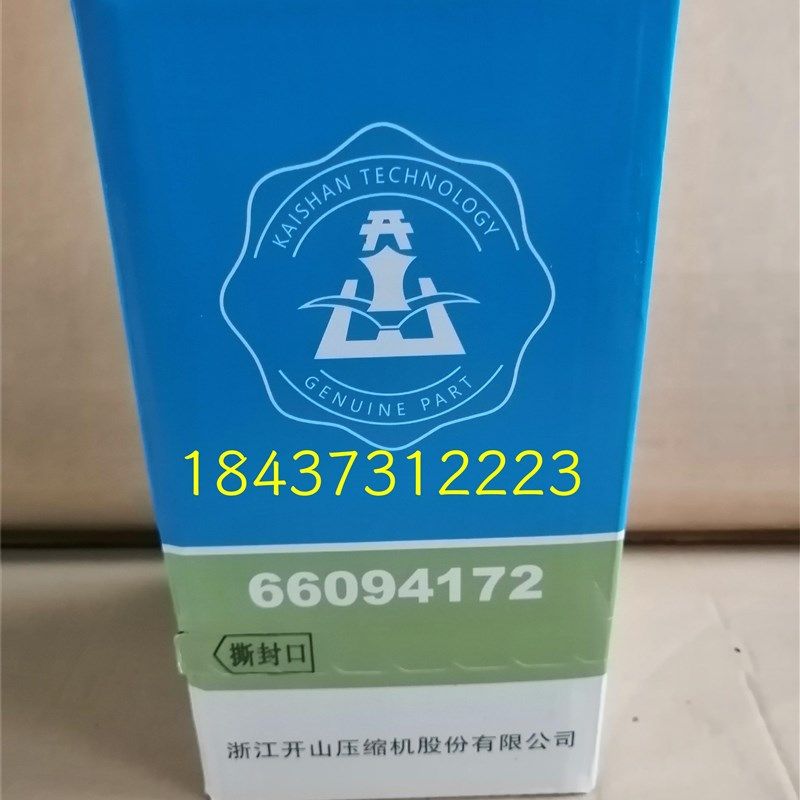 KAISHAN TECHNOLOGY
开山
GENUINE PART
18437312223
66094172
撕封口
浙江开山压缩机股份有限公司